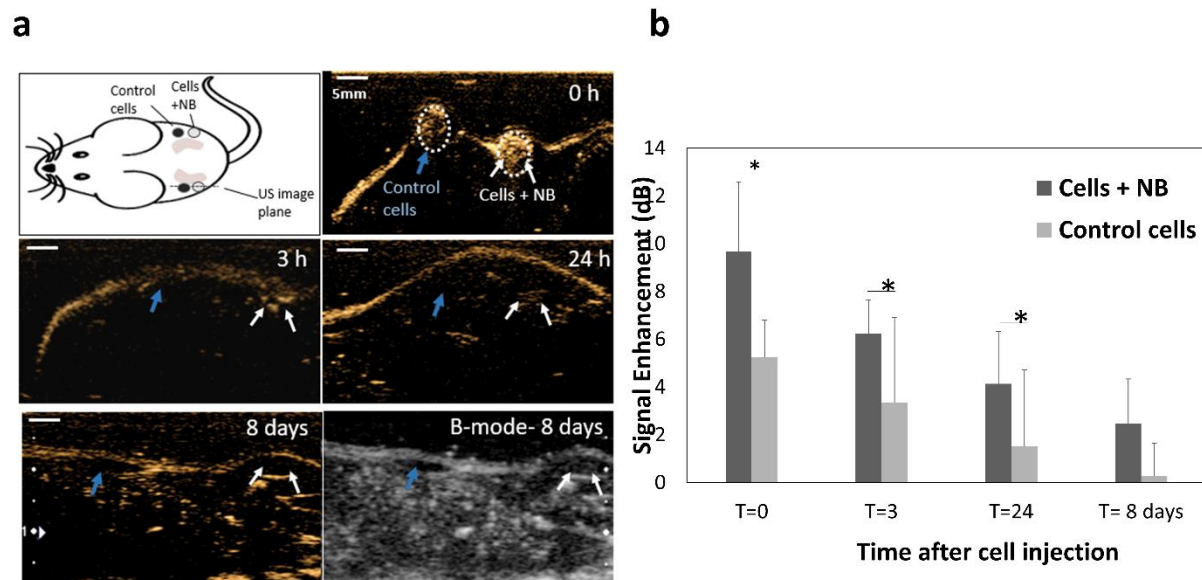 a
Control cells
Cells +NB
US image plane
5mm
0 h
Control cells
Cells + NB
3 h
24 h
8 days
1
B-mode- 8 days
b
Signal Enhancement (dB)
14
12
10
8
6
4
2
0
*
*
*
Cells + NB
Control cells
T=0
T=3
T=24
T= 8 days
Time after cell injection